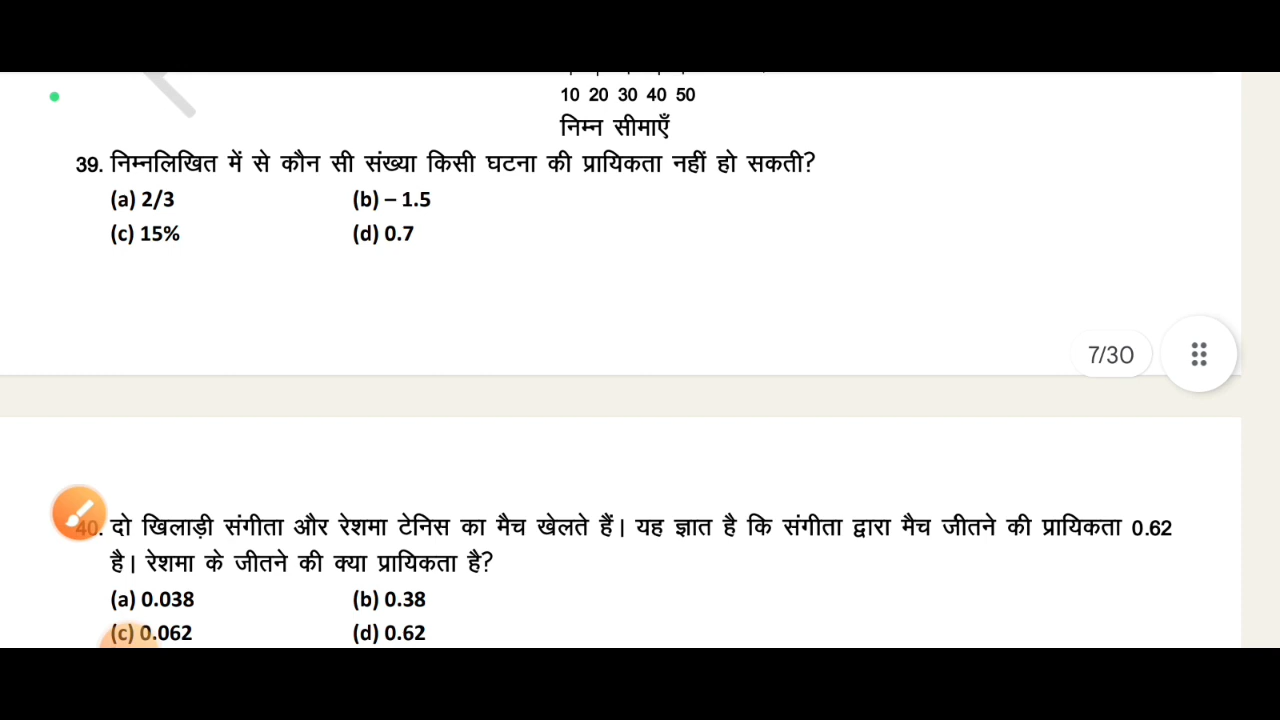 10 20 30 40 50
निम्न सीमाएँ
39. निम्नलिखित में से कौन सी संख्या किसी घटना की प्रायिकता नहीं हो सकती?
(a) 2/3 (b) – 1.5
(c) 15% (d) 0.7
7/30
40. दो खिलाड़ी संगीता और रेशमा टेनिस का मैच खेलते हैं। यह ज्ञात है कि संगीता द्वारा मैच जीतने की प्रायिकता 0.62
है। रेशमा के जीतने की क्या प्रायिकता है?
(a) 0.038 (b) 0.38
(c) 0.062 (d) 0.62